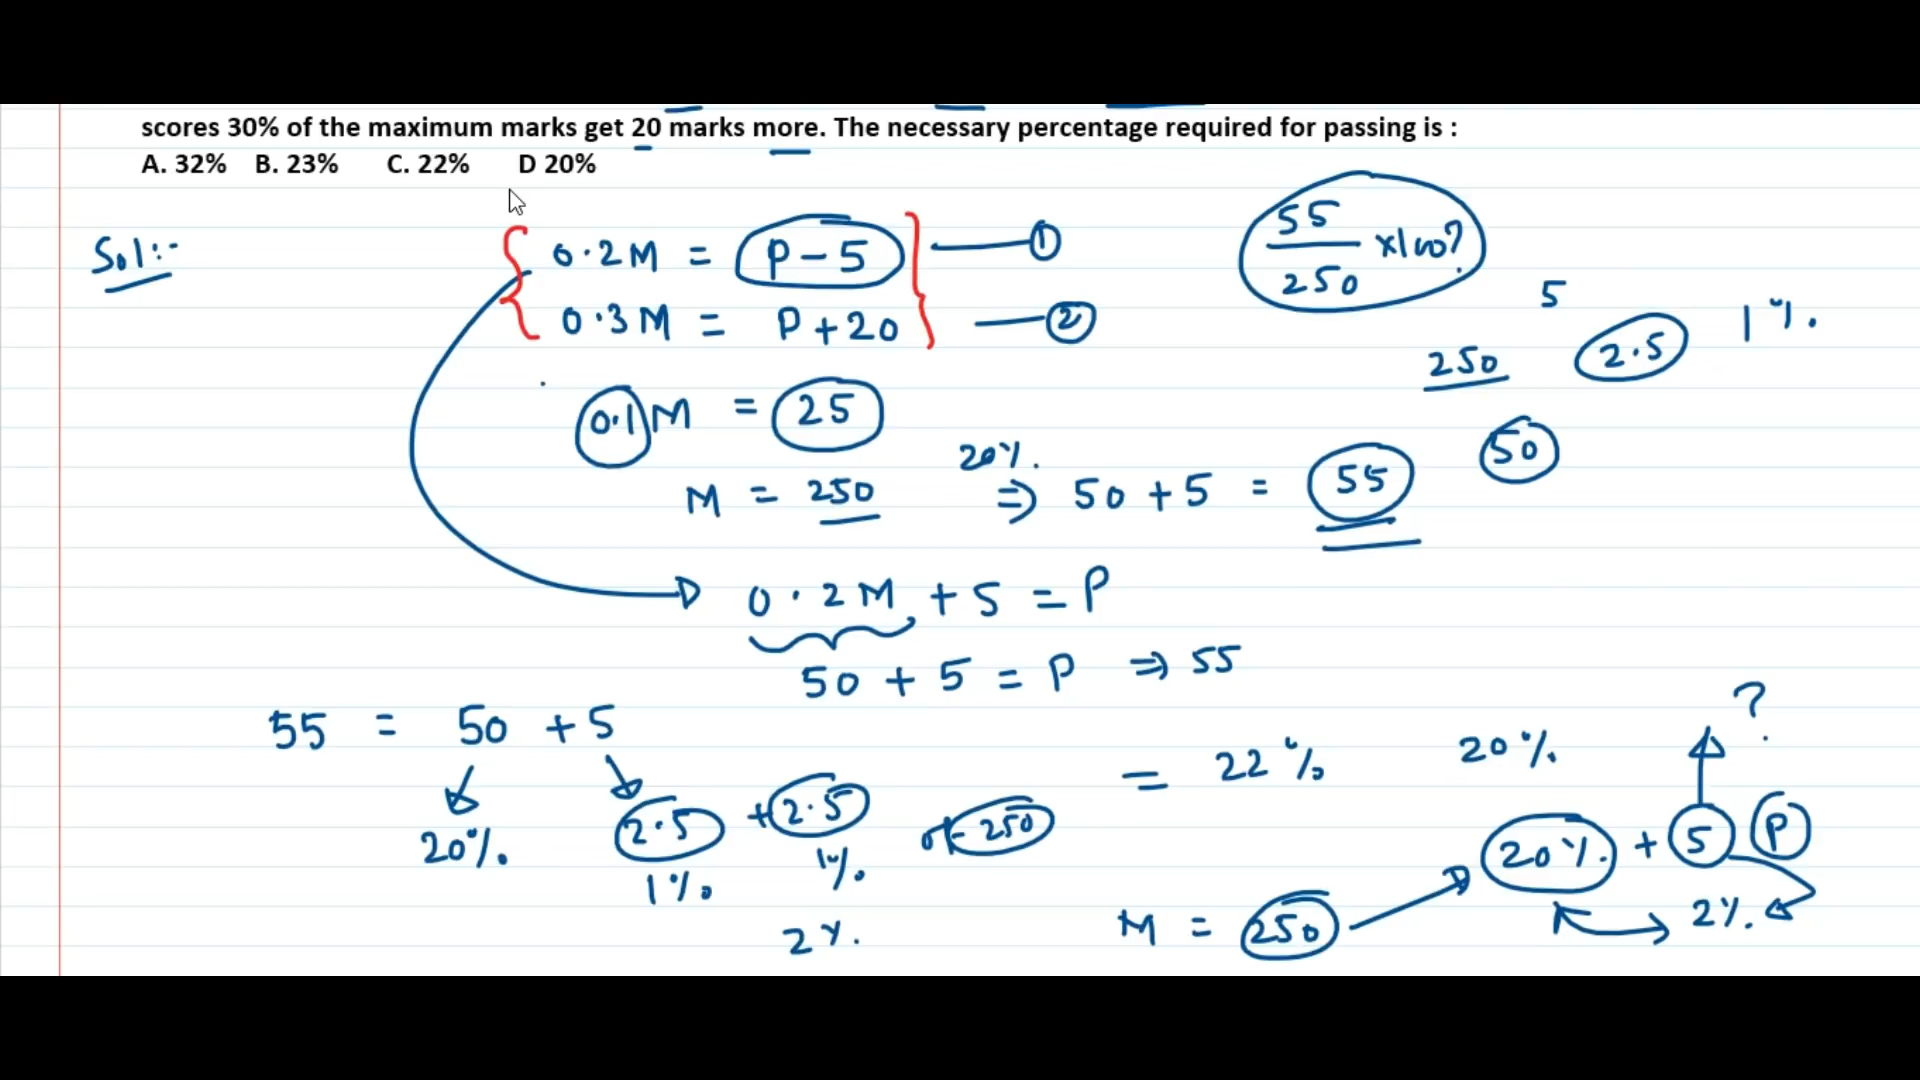 scores 30% of the maximum marks get 20 marks more. The necessary percentage required for passing is :
A. 32% B. 23% C. 22% D 20%
Sol:-
0.2M = P-5 ①
0.3M = P+20 ②
55/250 x100?
5
250 2.5 1%.
0.1M = 25
50
20%.
M = 250 ⇒ 50+5 = 55
0.2M + 5 = P
50 + 5 = P ⇒ 55
55 = 50 + 5
20%. 2.5 + 2.5 of 250 = 22%
1%. 1%.
2%.
20%. ?
20%. + 5 P
M = 250 2%.